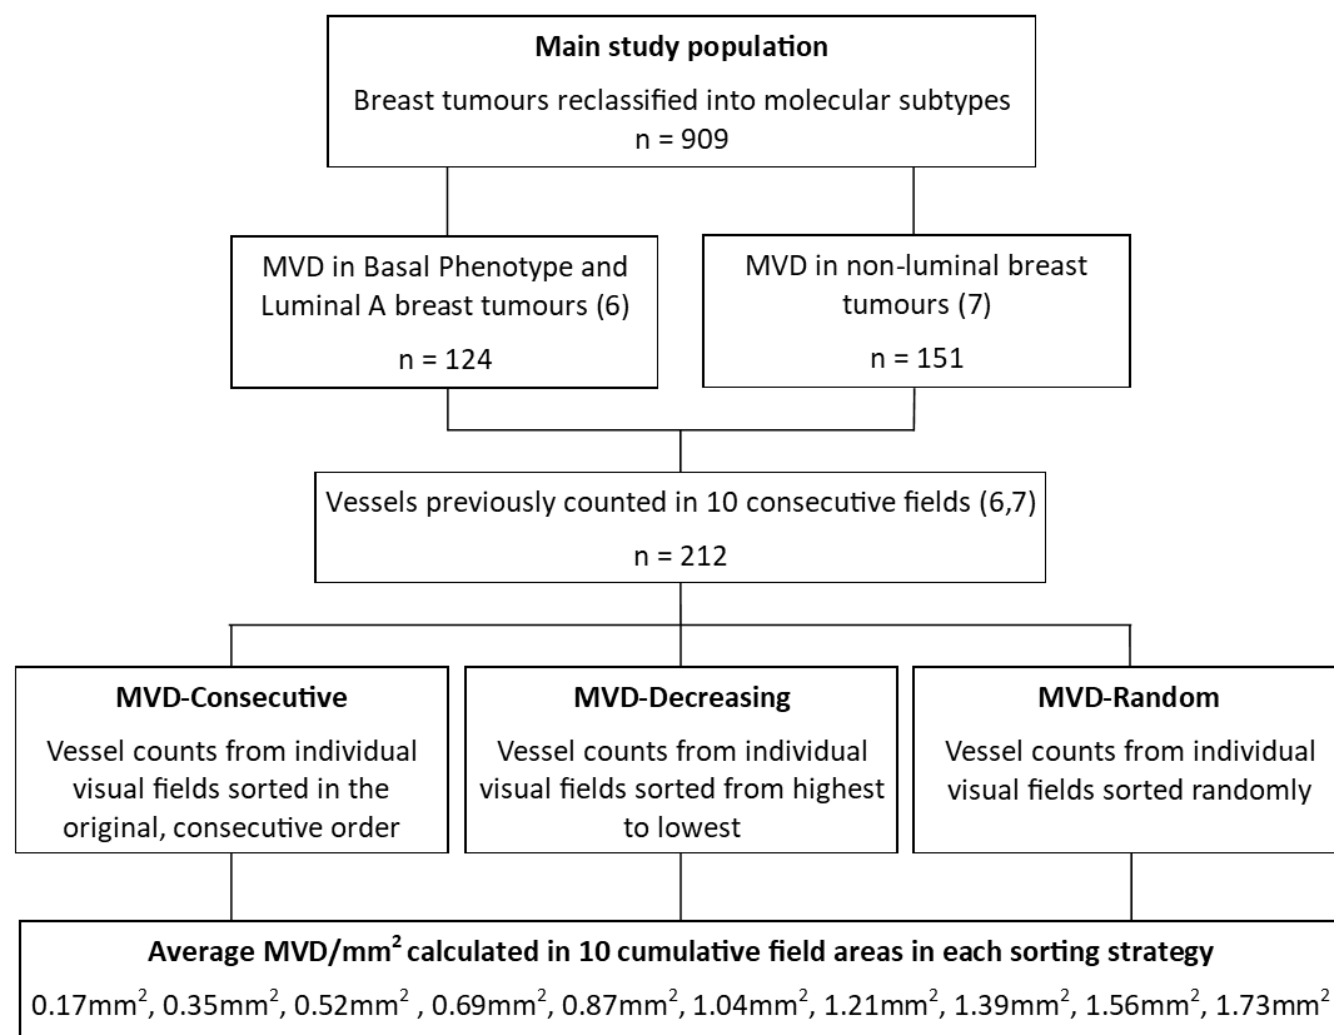 Main study population
Breast tumours reclassified into molecular subtypes
n = 909
MVD in Basal Phenotype and
Luminal A breast tumours (6)
n = 124
MVD in non-luminal breast
tumours (7)
n = 151
Vessels previously counted in 10 consecutive fields (6,7)
n = 212
MVD-Consecutive
Vessel counts from individual
visual fields sorted in the
original, consecutive order
MVD-Decreasing
Vessel counts from individual
visual fields sorted from highest
to lowest
MVD-Random
Vessel counts from individual
visual fields sorted randomly
Average MVD/mm² calculated in 10 cumulative field areas in each sorting strategy
0.17mm², 0.35mm², 0.52mm² , 0.69mm², 0.87mm², 1.04mm², 1.21mm², 1.39mm², 1.56mm², 1.73mm²